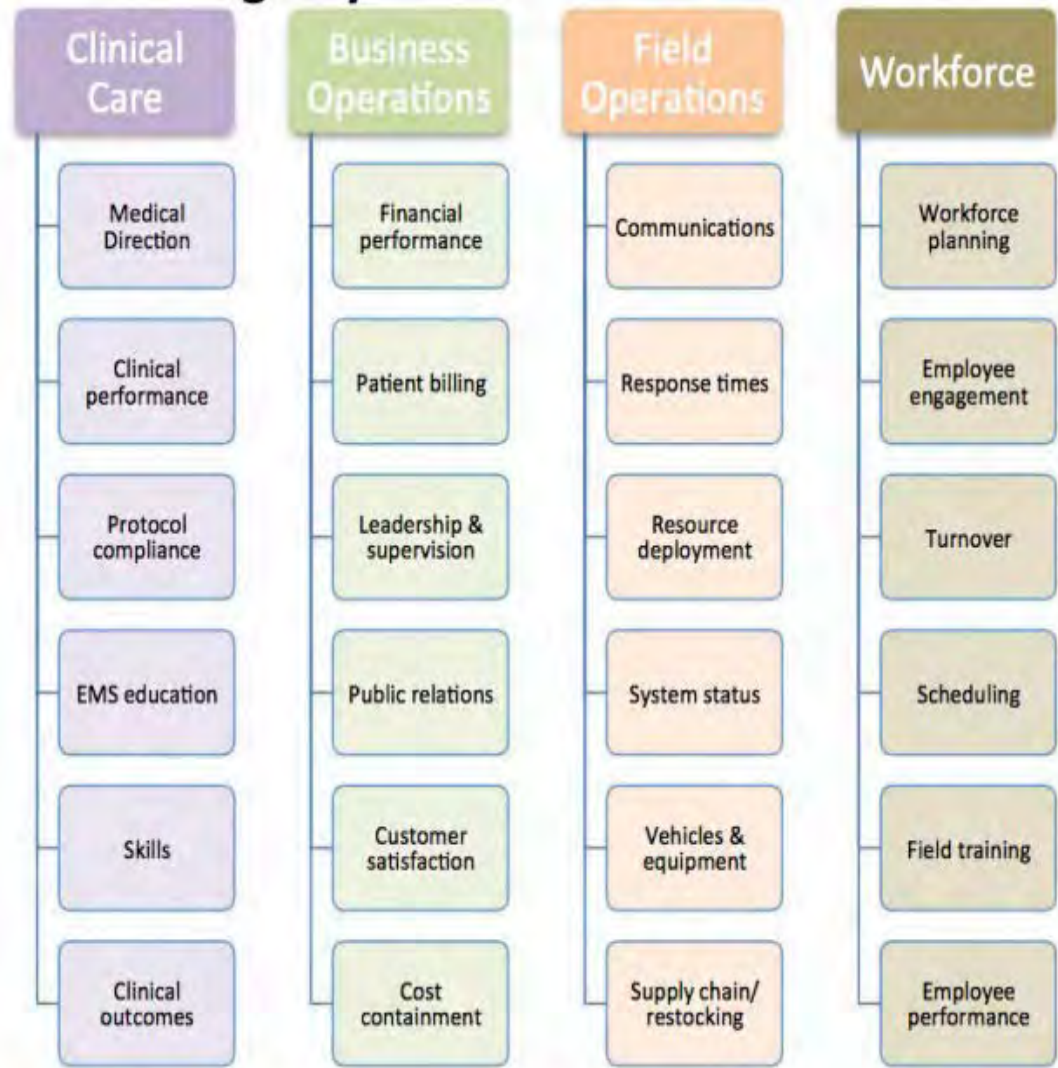 Clinical
Care
Medical
Direction
Clinical
performance
Protocol
compliance
EMS education
Skills
Clinical
outcomes
Business
Operations
Financial
performance
Patient billing
Leadership &
supervision
Public relations
Customer
satisfaction
Cost
containment
Field
Operations
Communications
Response times
Resource
deployment
System status
Vehicles &
equipment
Supply chain/
restocking
Workforce
Workforce
planning
Employee
engagement
Turnover
Scheduling
Field training
Employee
performance